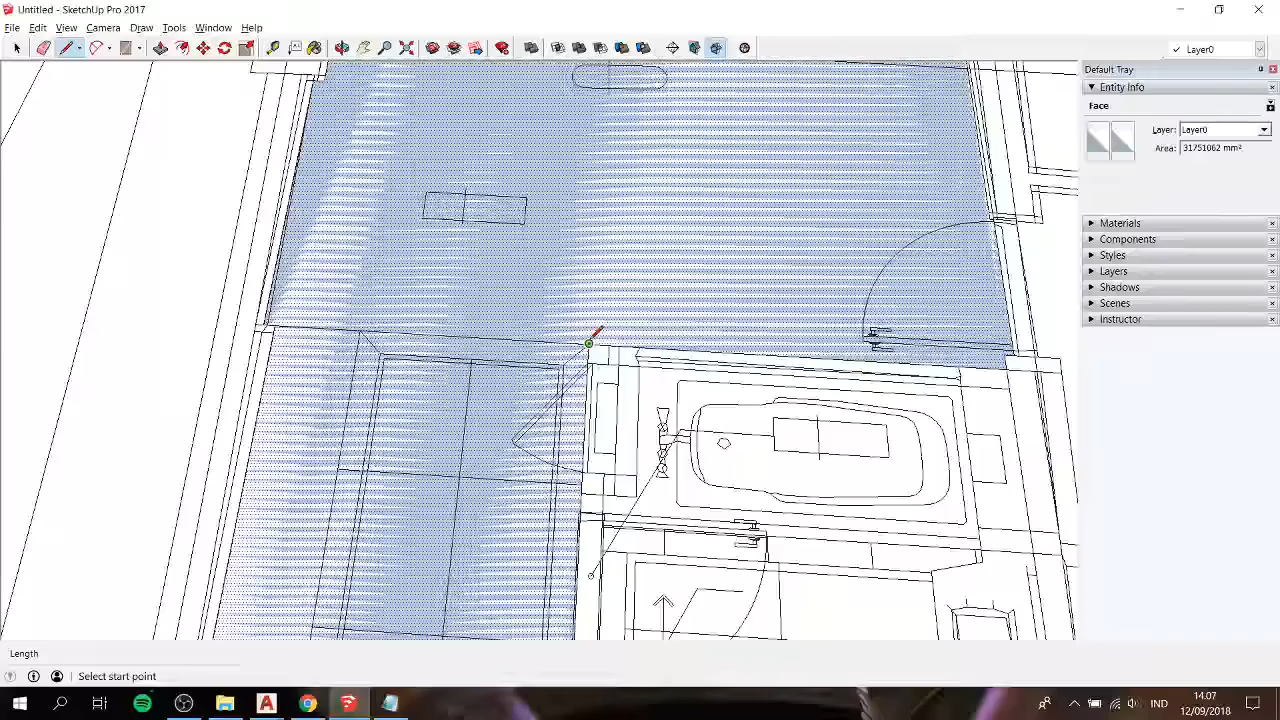 Untitled - SketchUp Pro 2017
File Edit View Camera Draw Tools Window Help
Layer0
Default Tray
Entity Info
Face
Layer: Layer0
Area: 31751062 mm²
Materials
Components
Styles
Layers
Shadows
Scenes
Instructor
Length
Select start point
IND
14.07
12/09/2018